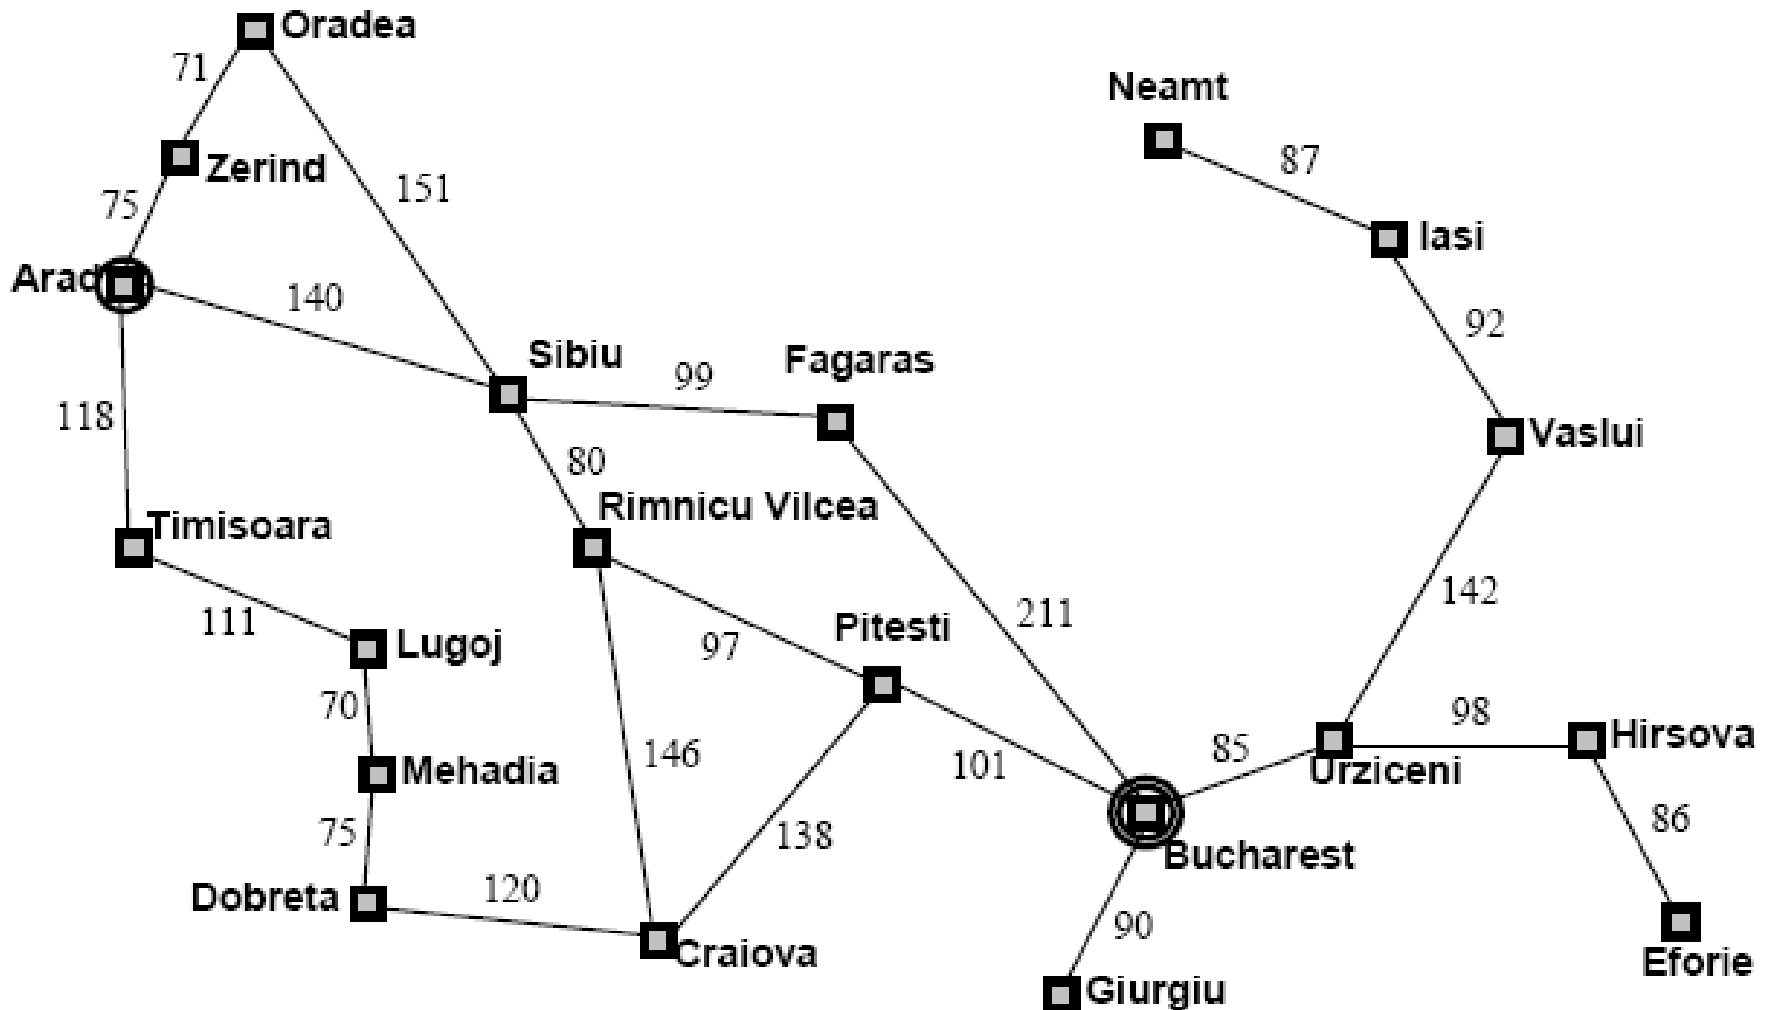 Oradea
71
Neamt
87
Zerind
151
75
Iasi
Arad
140
92
Sibiu
Fagaras
99
118
Vaslui
80
Rimnicu Vilcea
Timisoara
142
211
111
Lugoj
97
Pitesti
70
98
Hirsova
146
85
101
Mehadia
Urziceni
86
75
138
Bucharest
Dobreta
120
90
Craiova
Eforie
Giurgiu